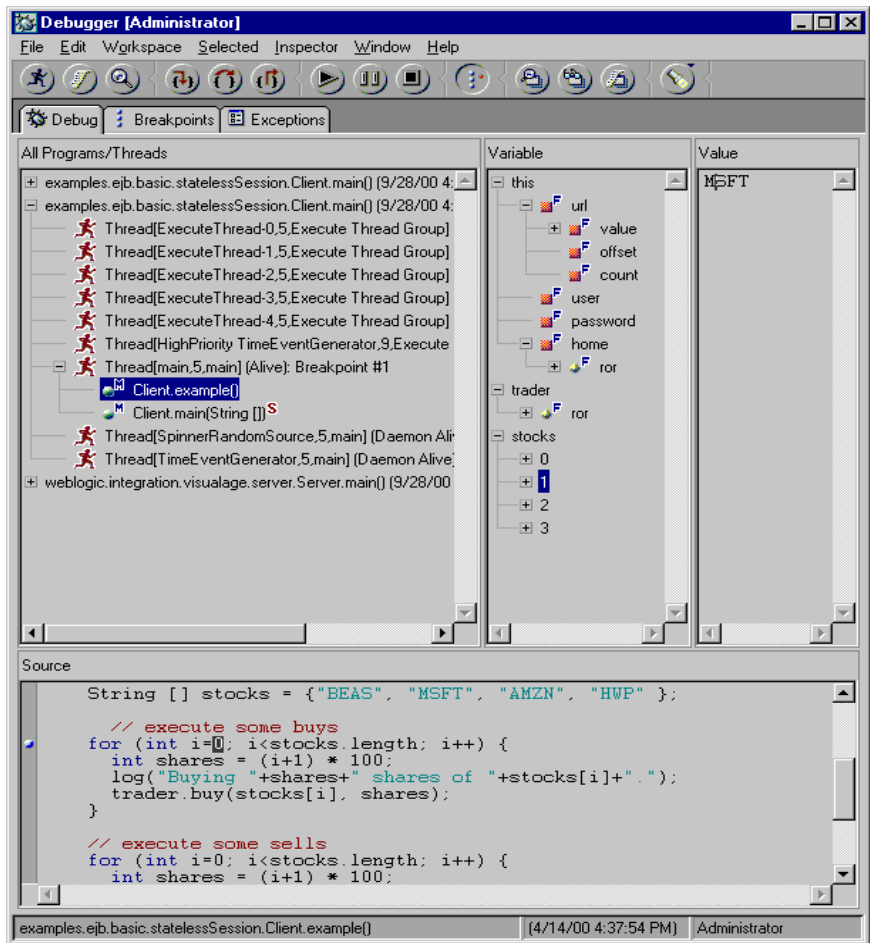 Debugger [Administrator]
File Edit Workspace Selected Inspector Window Help
Debug Breakpoints Exceptions
All Programs/Threads
examples.ejb.basic.statelessSession.Client.main() (9/28/00 4:
examples.ejb.basic.statelessSession.Client.main() (9/28/00 4:
Thread[ExecuteThread-0,5,Execute Thread Group]
Thread[ExecuteThread-1,5,Execute Thread Group]
Thread[ExecuteThread-2,5,Execute Thread Group]
Thread[ExecuteThread-3,5,Execute Thread Group]
Thread[ExecuteThread-4,5,Execute Thread Group]
Thread[HighPriority TimeEventGenerator,9,Execute
Thread[main,5,main] (Alive): Breakpoint #1
M Client.example()
M Client.main(String []) S
Thread[SpinnerRandomSource,5,main] (Daemon Ali
Thread[TimeEventGenerator,5,main] (Daemon Alive)
weblogic.integration.visualage.server.Server.main() (9/28/00
Variable
this
F url
F value
F offset
F count
F user
F password
F home
F ror
trader
F ror
stocks
0
1
2
3
Value
MSFT
Source
String [] stocks = {"BEAS", "MSFT", "AMZN", "HWP" };
// execute some buys
for (int i=0; i<stocks.length; i++) {
int shares = (i+1) * 100;
log("Buying "+shares+" shares of "+stocks[i]+".");
trader.buy(stocks[i], shares);
}
// execute some sells
for (int i=0; i<stocks.length; i++) {
int shares = (i+1) * 100;
examples.ejb.basic.statelessSession.Client.example() (4/14/00 4:37:54 PM) Administrator